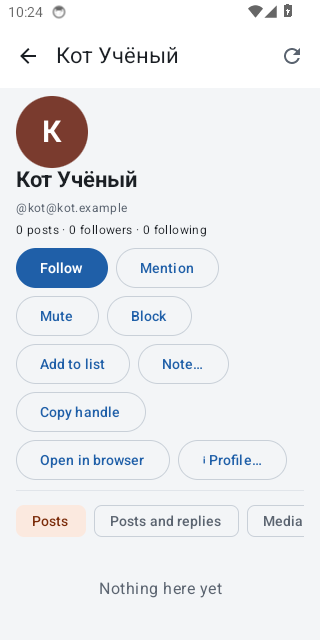 10:24
Кот Учёный
К
Кот Учёный
@kot@kot.example
0 posts · 0 followers · 0 following
Follow
Mention
Mute
Block
Add to list
Note…
Copy handle
Open in browser
Profile…
Posts
Posts and replies
Media
Nothing here yet